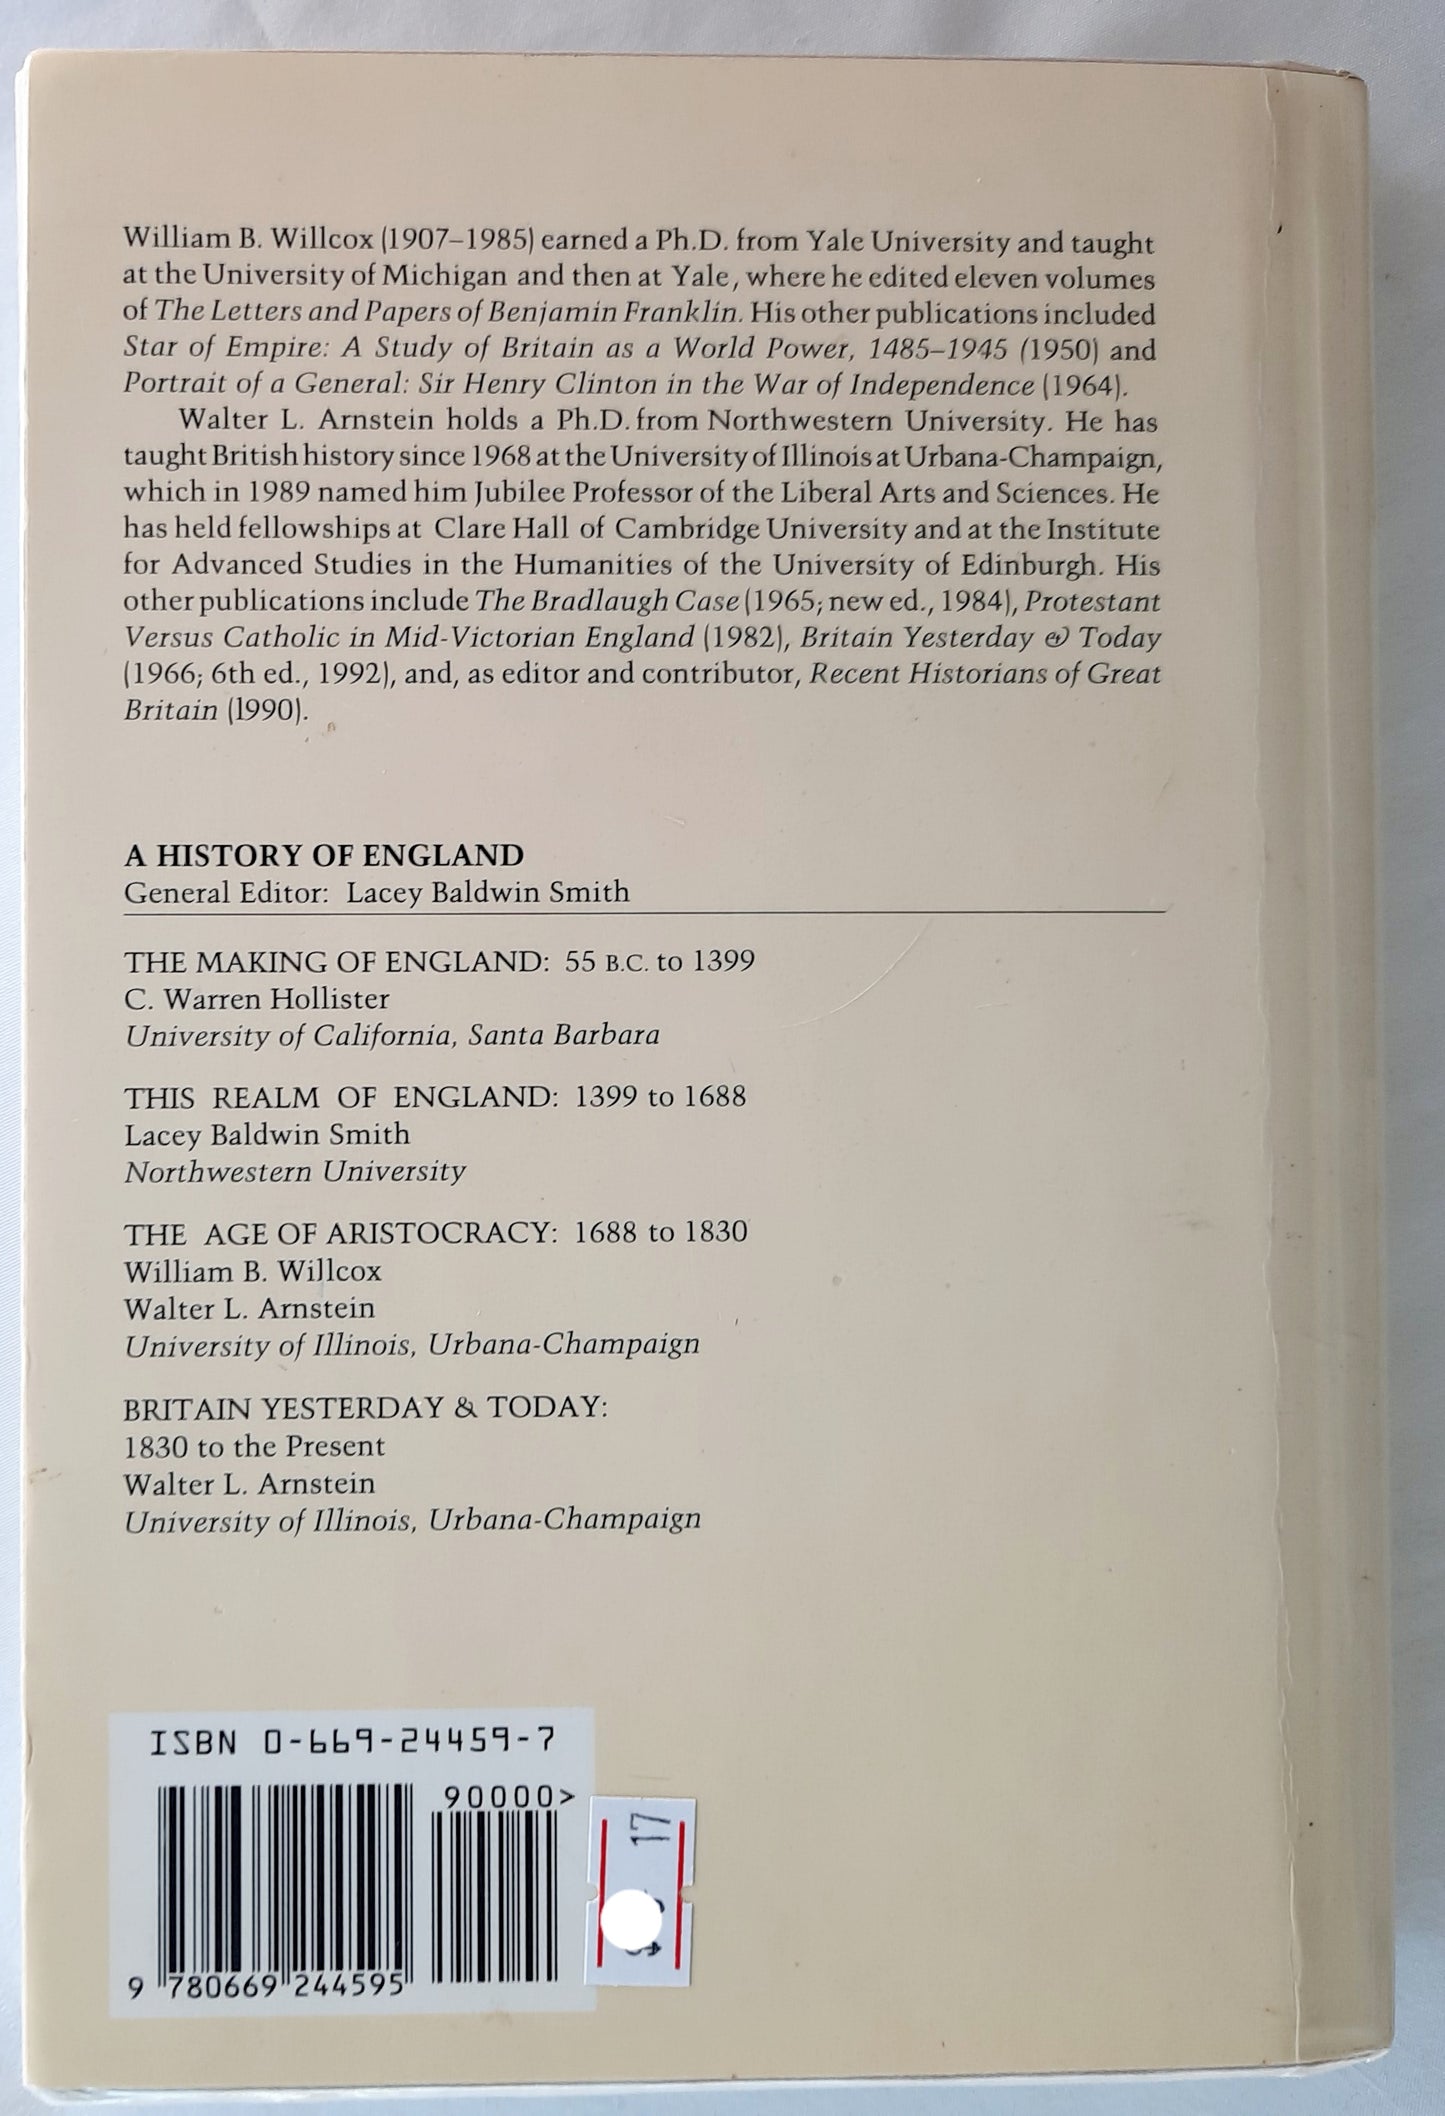 William B. Willcox (1907–1985) earned a Ph.D. from Yale University and taught
at the University of Michigan and then at Yale, where he edited eleven volumes
of The Letters and Papers of Benjamin Franklin. His other publications included
Star of Empire: A Study of Britain as a World Power, 1485–1945 (1950) and
Portrait of a General: Sir Henry Clinton in the War of Independence (1964).
Walter L. Arnstein holds a Ph.D. from Northwestern University. He has
taught British history since 1968 at the University of Illinois at Urbana-Champaign,
which in 1989 named him Jubilee Professor of the Liberal Arts and Sciences. He
has held fellowships at Clare Hall of Cambridge University and at the Institute
for Advanced Studies in the Humanities of the University of Edinburgh. His
other publications include The Bradlaugh Case (1965; new ed., 1984), Protestant
Versus Catholic in Mid-Victorian England (1982), Britain Yesterday & Today
(1966; 6th ed., 1992), and, as editor and contributor, Recent Historians of Great
Britain (1990).
A HISTORY OF ENGLAND
General Editor: Lacey Baldwin Smith
THE MAKING OF ENGLAND: 55 B.C. to 1399
C. Warren Hollister
University of California, Santa Barbara
THIS REALM OF ENGLAND: 1399 to 1688
Lacey Baldwin Smith
Northwestern University
THE AGE OF ARISTOCRACY: 1688 to 1830
William B. Willcox
Walter L. Arnstein
University of Illinois, Urbana-Champaign
BRITAIN YESTERDAY & TODAY:
1830 to the Present
Walter L. Arnstein
University of Illinois, Urbana-Champaign
ISBN 0-669-24459-7
90000>
9 780669 244595
17